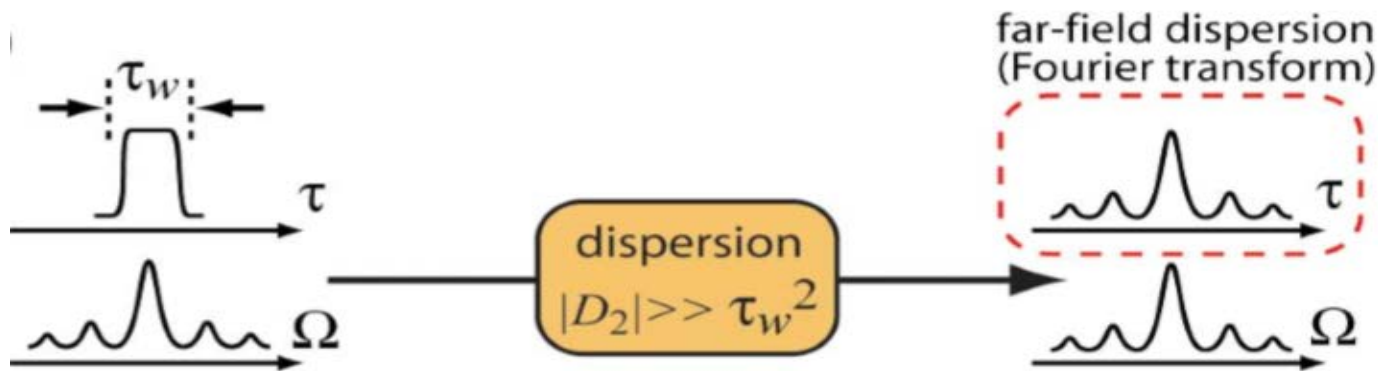 )
τw
τ
Ω
dispersion
|D2|>> τw2
far-field dispersion
(Fourier transform)
τ
Ω